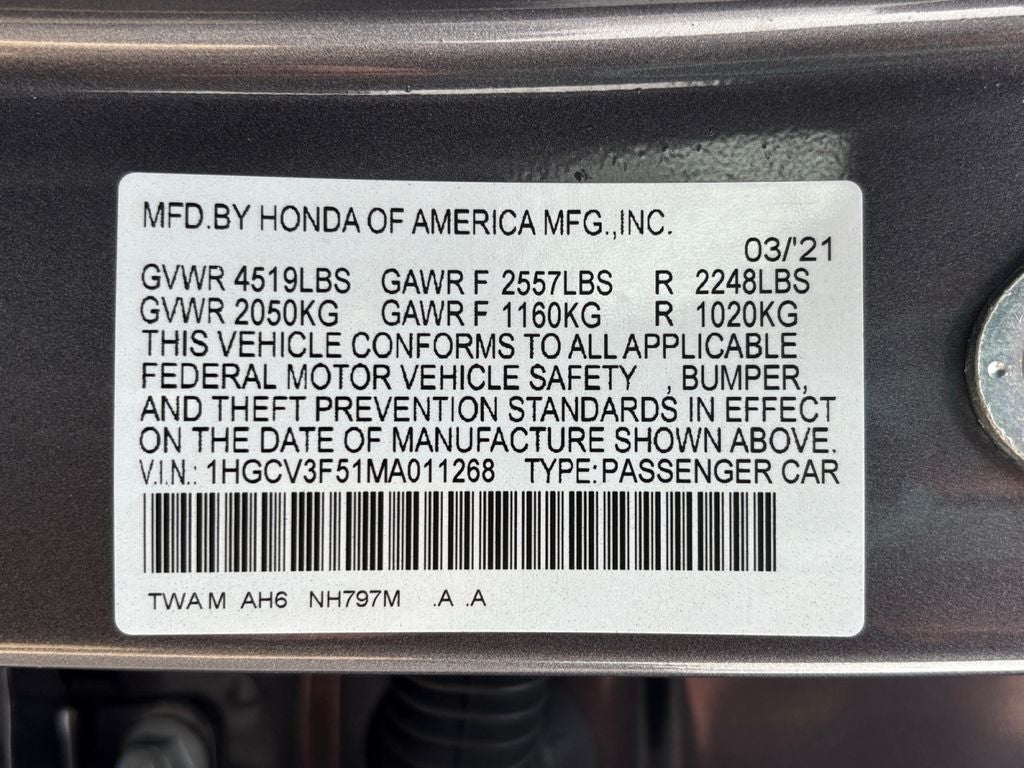 MFD.BY HONDA OF AMERICA MFG.,INC.
03/'21
GVWR 4519LBS GAWR F 2557LBS R 2248LBS
GVWR 2050KG GAWR F 1160KG R 1020KG
THIS VEHICLE CONFORMS TO ALL APPLICABLE
FEDERAL MOTOR VEHICLE SAFETY , BUMPER,
AND THEFT PREVENTION STANDARDS IN EFFECT
ON THE DATE OF MANUFACTURE SHOWN ABOVE.
V.I.N.: 1HGCV3F51MA011268 TYPE:PASSENGER CAR
TWA M AH6 NH797M .A .A